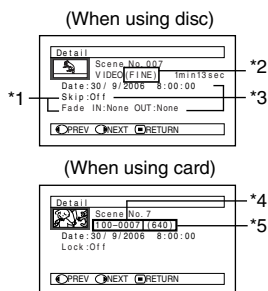 (When using disc)
Detail
Scene No.007
VIDEO(FINE) 1min13sec
*2
Date:30/ 9/2006 8:00:00
*1
Skip:Off
*3
Fade IN:None OUT:None
PREV NEXT RETURN
(When using card)
Detail
Scene No.7
*4
100-0007 (640)
*5
Date:30/ 9/2006 8:00:00
Lock:Off
PREV NEXT RETURN